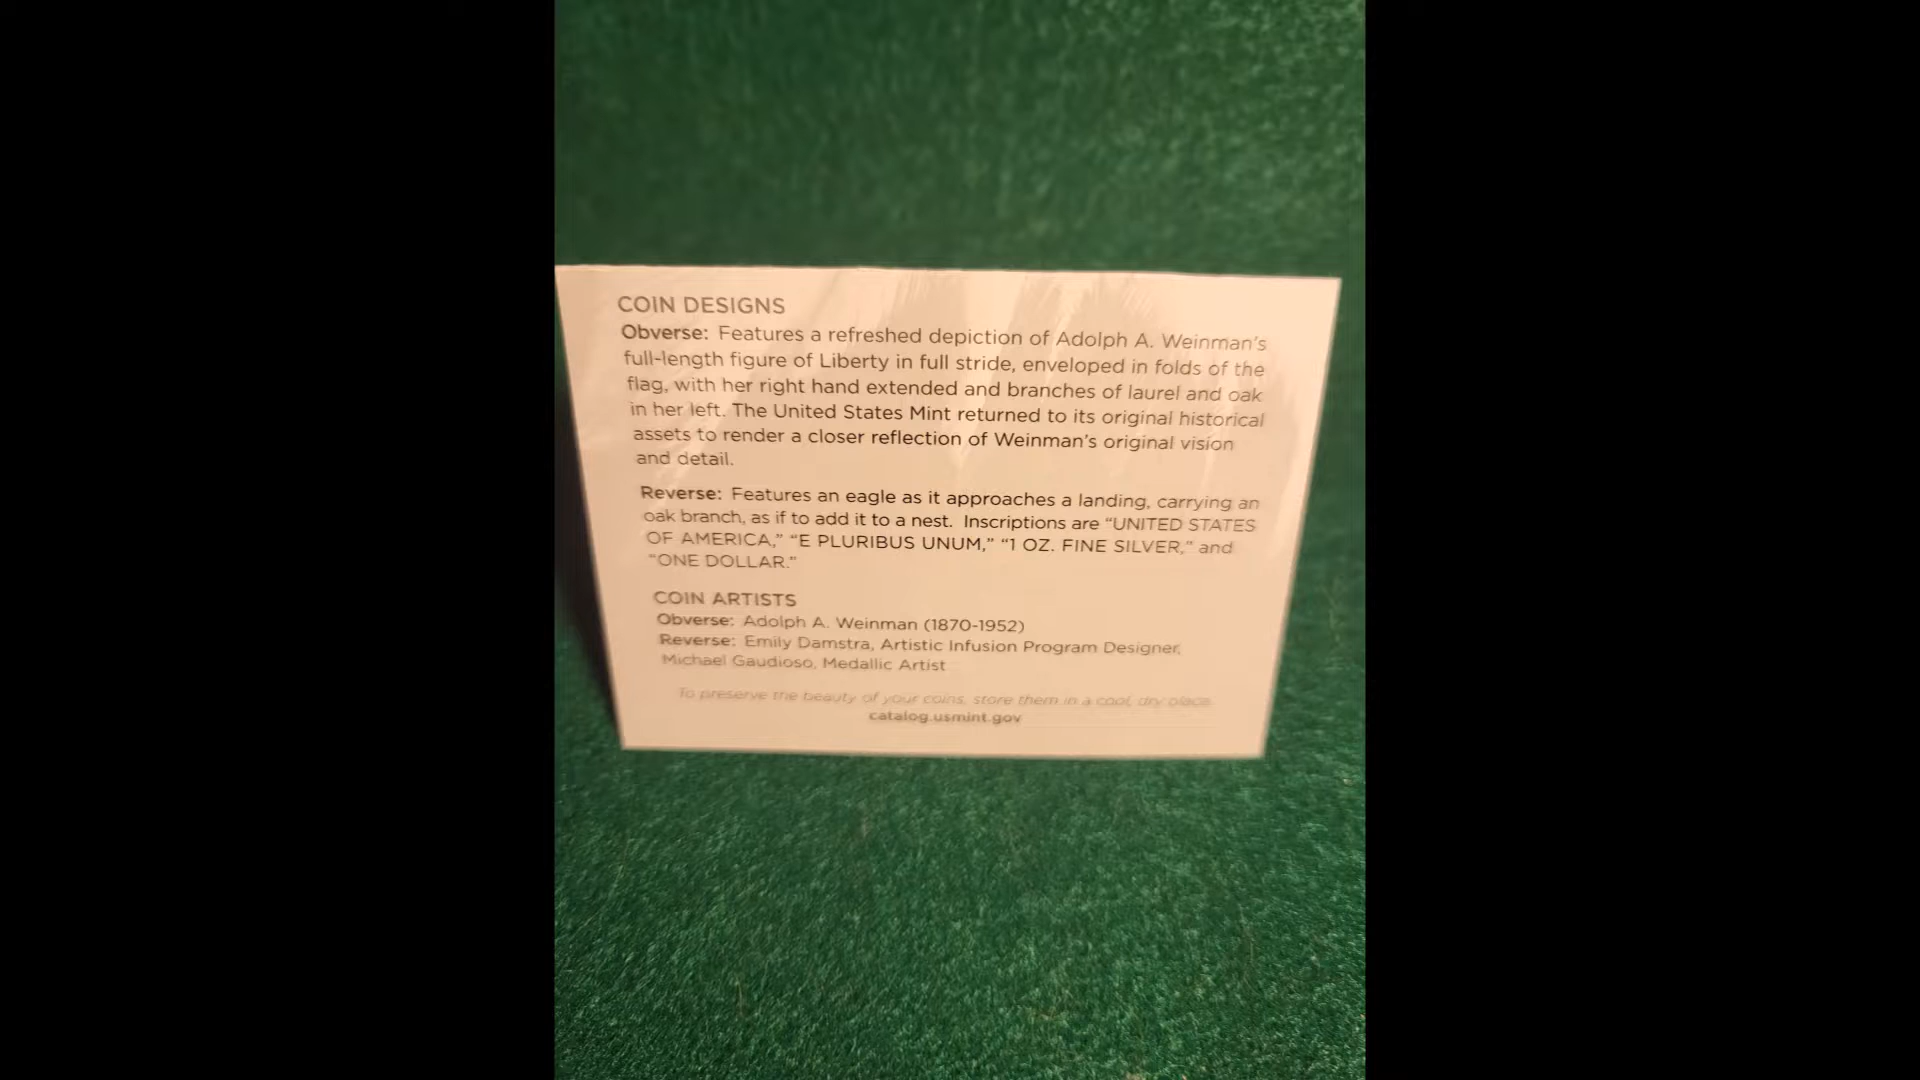 COIN DESIGNS
Obverse: Features a refreshed depiction of Adolph A. Weinman's
full-length figure of Liberty in full stride, enveloped in folds of the
flag, with her right hand extended and branches of laurel and oak
in her left. The United States Mint returned to its original historical
assets to render a closer reflection of Weinman's original vision
and detail.
Reverse: Features an eagle as it approaches a landing, carrying an
oak branch, as if to add it to a nest. Inscriptions are “UNITED STATES
OF AMERICA,” “E PLURIBUS UNUM,” “1 OZ. FINE SILVER,” and
“ONE DOLLAR.”
COIN ARTISTS
Obverse: Adolph A. Weinman (1870-1952)
Reverse: Emily Damstra, Artistic Infusion Program Designer,
Michael Gaudioso, Medallic Artist
To preserve the beauty of your coins, store them in a cool, dry place.
catalog.usmint.gov